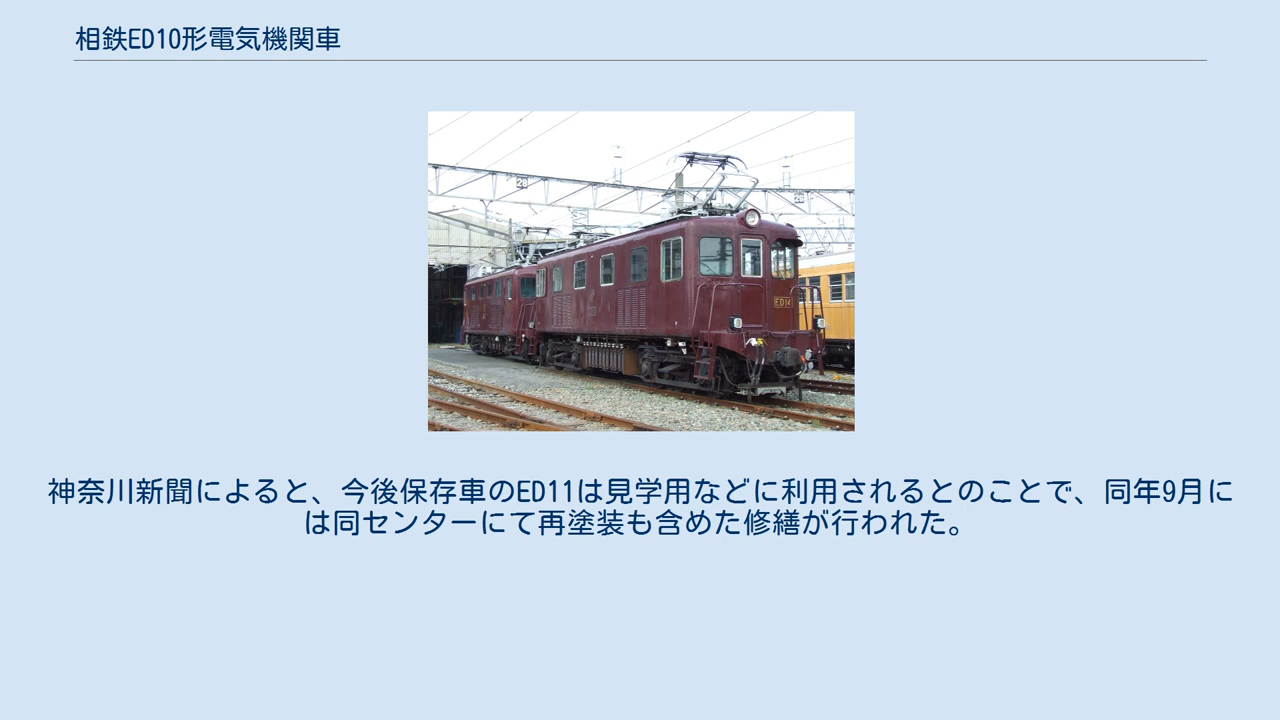 相鉄ED10形電気機関車
28
ED14
神奈川新聞によると、今後保存車のED11は見学用などに利用されるとのことで、同年9月に
は同センターにて再塗装も含めた修繕が行われた。